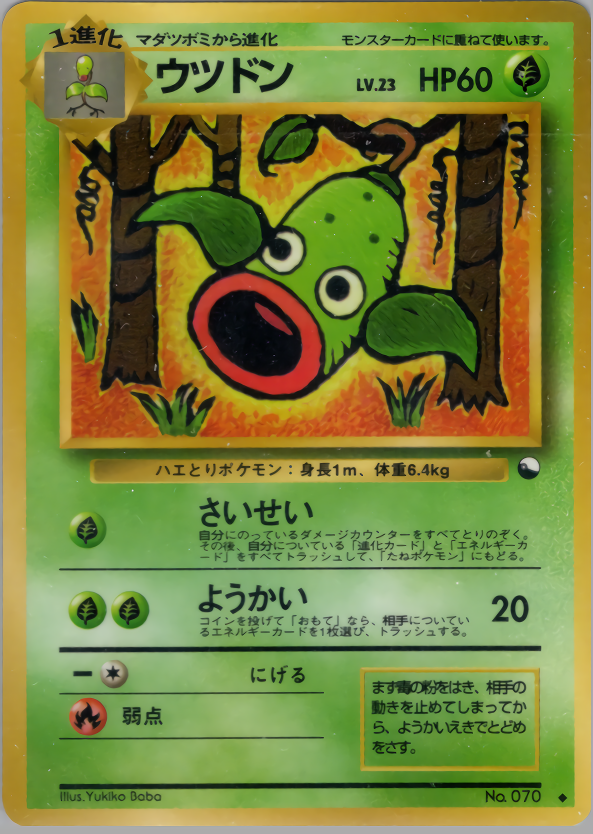 1進化
マダツボミから進化
モンスターカードに重ねて使います。
ウツドン
LV.23 HP60
ハエとりポケモン：身長1m、体重6.4kg
さいせい
自分にのっているダメージカウンターをすべてとりのぞく。
その後、自分についている「進化カード」と「エネルギーカ
ード」をすべてトラッシュして、「たねポケモン」にもどる。
ようかい
20
コインを投げて「おもて」なら、相手についてい
るエネルギーカードを1枚選び、トラッシュする。
にげる
弱点
まず毒の粉をはき、相手の
動きを止めてしまってか
ら、ようかいえきでとどめ
をさす。
Illus.Yukiko Baba
No. 070